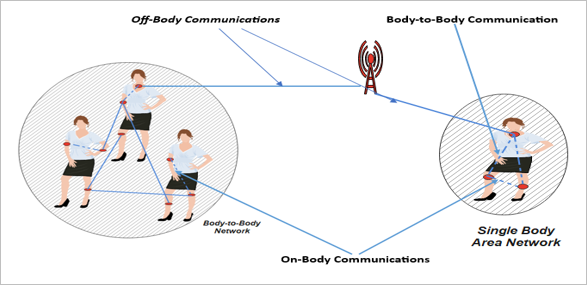 Off-Body Communications
Body-to-Body Communication
Body-to-Body
Network
Single Body
Area Network
On-Body Communications